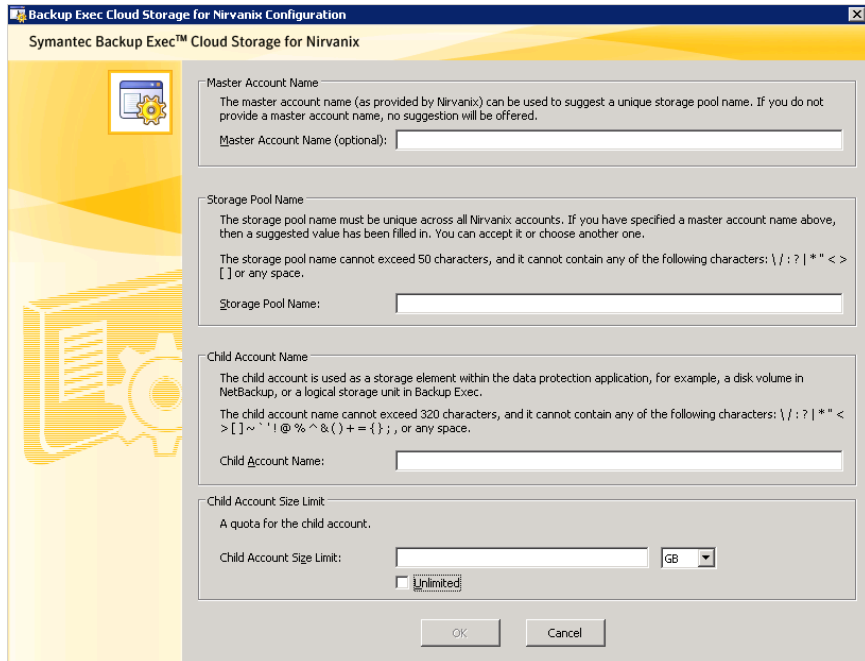 Backup Exec Cloud Storage for Nirvanix Configuration
Symantec Backup Exec™ Cloud Storage for Nirvanix
Master Account Name
The master account name (as provided by Nirvanix) can be used to suggest a unique storage pool name. If you do not
provide a master account name, no suggestion will be offered.
Master Account Name (optional):
Storage Pool Name
The storage pool name must be unique across all Nirvanix accounts. If you have specified a master account name above,
then a suggested value has been filled in. You can accept it or choose another one.
The storage pool name cannot exceed 50 characters, and it cannot contain any of the following characters: \ / : ? | * " < >
[ ] or any space.
Storage Pool Name:
Child Account Name
The child account is used as a storage element within the data protection application, for example, a disk volume in
NetBackup, or a logical storage unit in Backup Exec.
The child account name cannot exceed 320 characters, and it cannot contain any of the following characters: \ / : ? | * " <
> [ ] ~ ` ' ! @ % ^ & ( ) + = { } ; , or any space.
Child Account Name:
Child Account Size Limit
A quota for the child account.
Child Account Size Limit:
GB
Unlimited
OK
Cancel